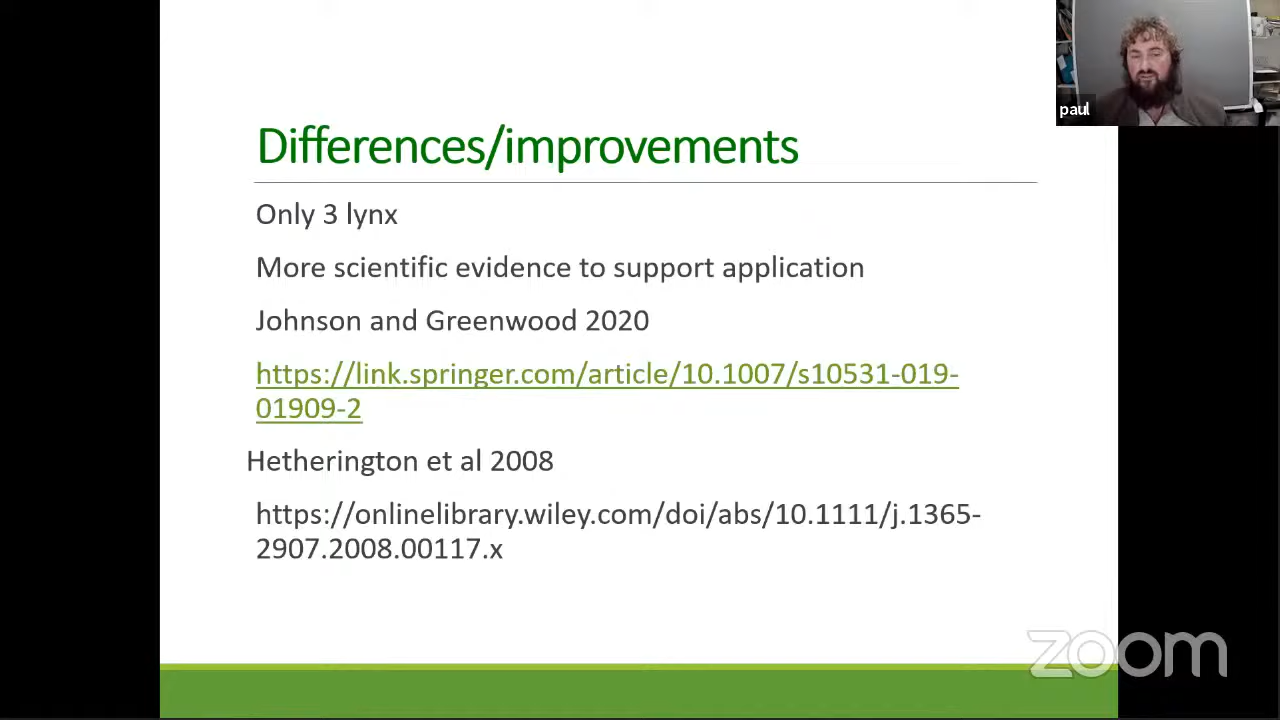 paul
Differences/improvements
Only 3 lynx
More scientific evidence to support application
Johnson and Greenwood 2020
https://link.springer.com/article/10.1007/s10531-019-
01909-2
Hetherington et al 2008
https://onlinelibrary.wiley.com/doi/abs/10.1111/j.1365-
2907.2008.00117.x
zoom